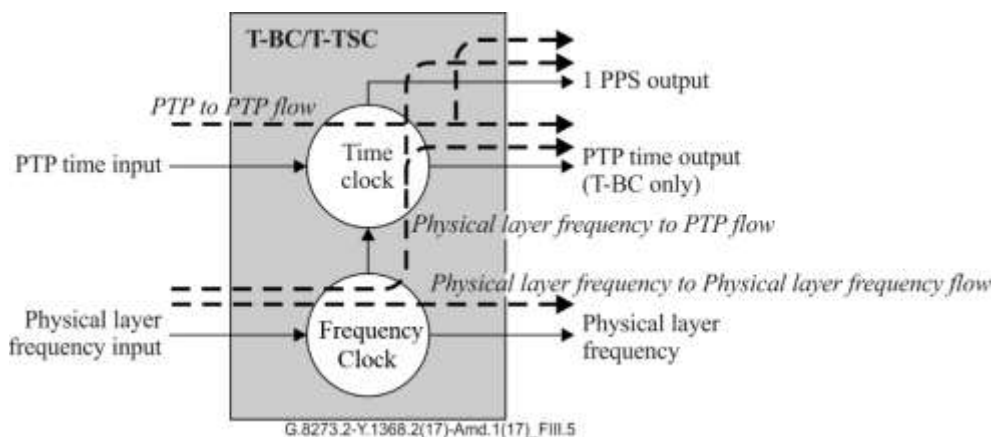 T-BC/T-TSC
1 PPS output
PTP to PTP flow
PTP time input
Time
clock
PTP time output
(T-BC only)
Physical layer frequency to PTP flow
Physical layer frequency to Physical layer frequency flow
Physical layer
frequency input
Frequency
Clock
Physical layer
frequency
G.8273.2-Y.1368.2(17)-Amd.1(17)_FIII.5